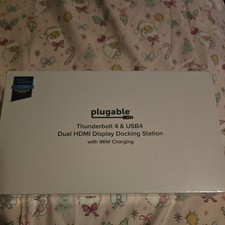 plugable
Thunderbolt 4 & USB4
Dual HDMI Display Docking Station
with 96W Charging